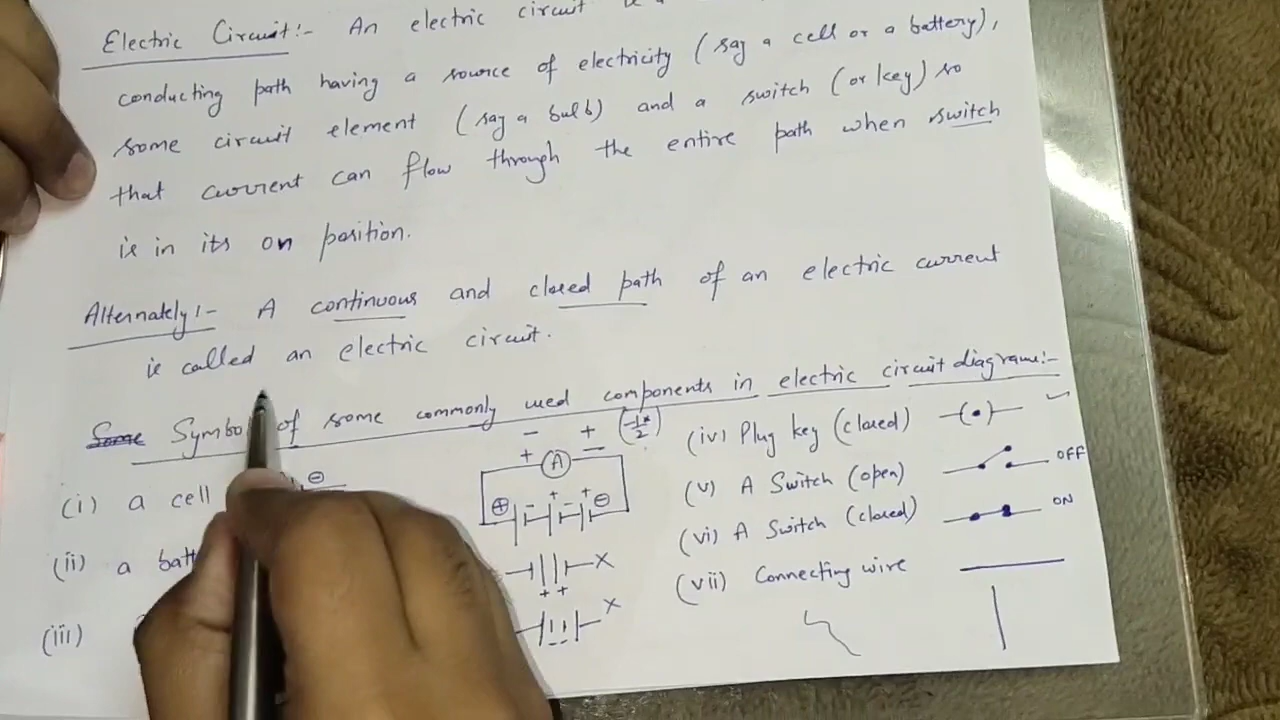 Electric Circuit:- An electric circuit is a
conducting path having a source of electricity (say a cell or a battery),
some circuit element (say a bulb) and a switch (or key) so
that current can flow through the entire path when switch
is in its on position.
Alternately:- A continuous and closed path of an electric current
is called an electric circuit.
Some Symbol of some commonly used components in electric circuit diagrams:-
(i) a cell
(ii) a batt
(iii)
- +
+ A -
+ - + - + -
X
+ +
X
(iv) Plug key (closed)
(v) A Switch (open) OFF
(vi) A Switch (closed) ON
(vii) Connecting wire